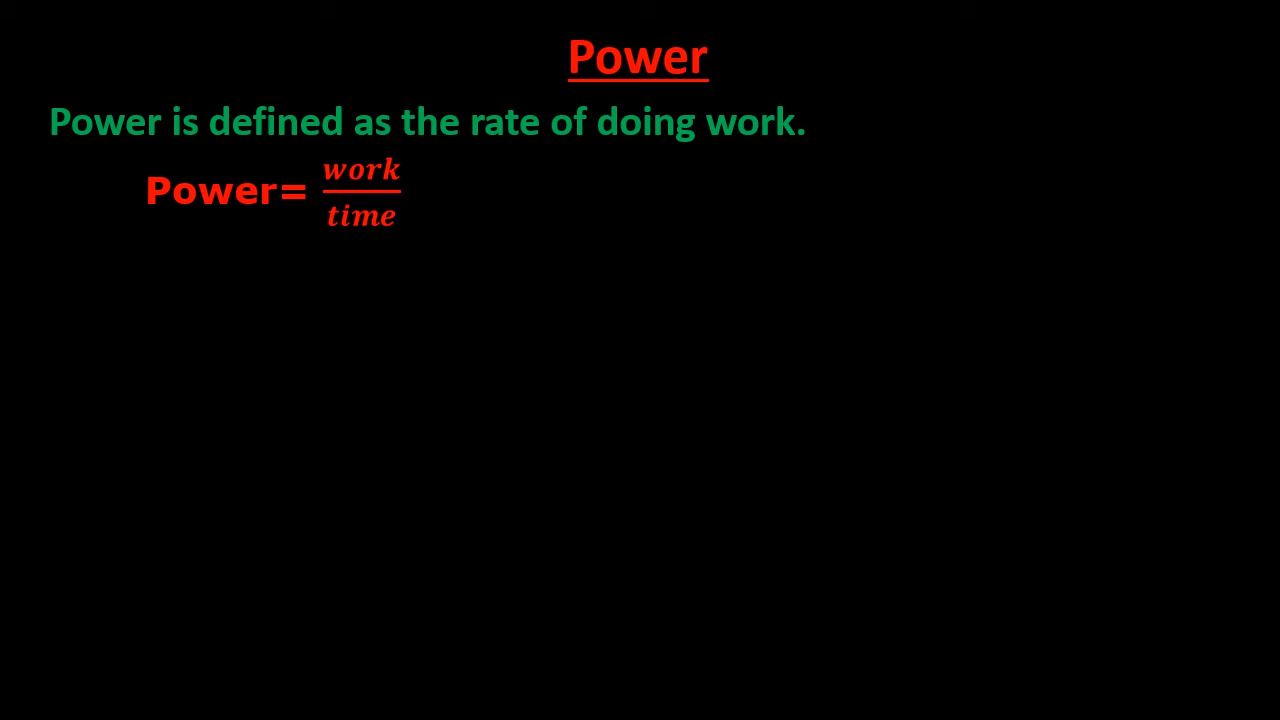 Power
Power is defined as the rate of doing work.
Power= work/time